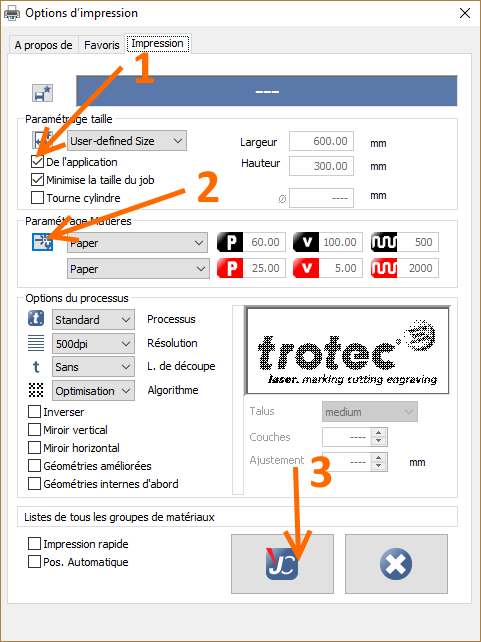 Options d'impression
A propos de Favoris Impression
1
---
Paramétrage taille
User-defined Size Largeur 600.00 mm
De l'application Hauteur 300.00 mm
Minimise la taille du job
2
Tourne cylindre ø ---- mm
Paramétrage Matières
Paper P 60.00 v 100.00 500
Paper P 25.00 v 5.00 2000
Options du processus
t Standard Processus
500dpi Résolution
t Sans L. de découpe
Optimisation Algorithme
trotec®
laser. marking cutting engraving
Inverser
Miroir vertical
Miroir horizontal
Géométries améliorées
Géométries internes d'abord
Talus medium
Couches ----
Ajustement ---- mm
3
Listes de tous les groupes de matériaux
Impression rapide
Pos. Automatique
JC